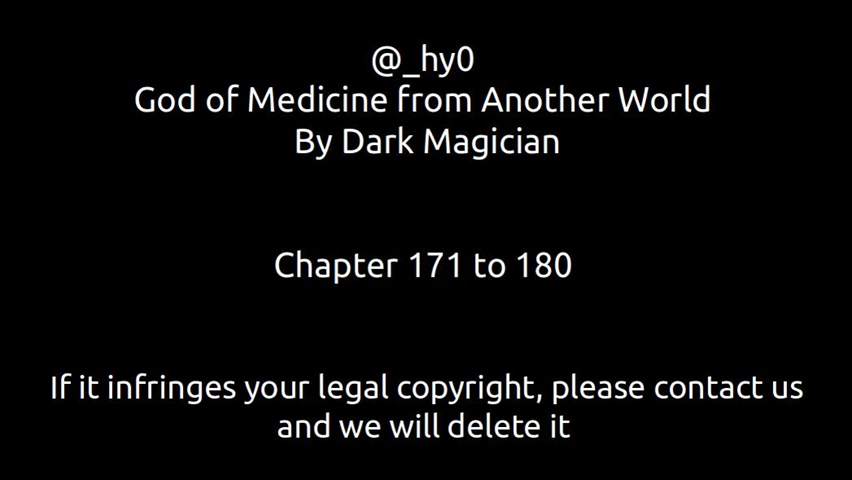 @_hy0
God of Medicine from Another World
By Dark Magician
Chapter 171 to 180
If it infringes your legal copyright, please contact us
and we will delete it